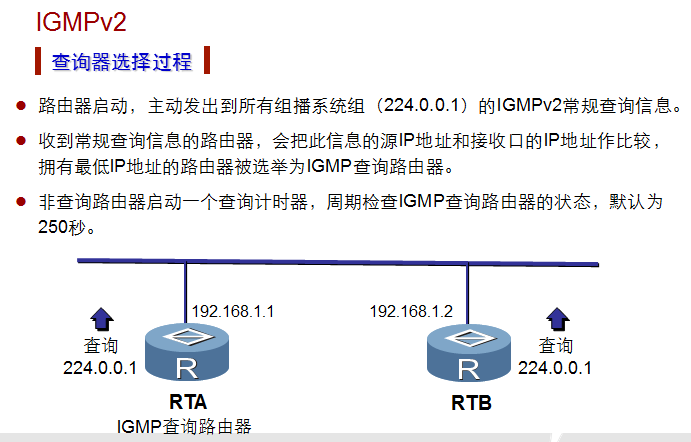 IGMPv2
查询器选择过程
路由器启动，主动发出到所有组播系统组（224.0.0.1）的IGMPv2常规查询信息。
收到常规查询信息的路由器，会把此信息的源IP地址和接收口的IP地址作比较，
拥有最低IP地址的路由器被选举为IGMP查询路由器。
非查询路由器启动一个查询计时器，周期检查IGMP查询路由器的状态，默认为
250秒。
192.168.1.1
192.168.1.2
查询
224.0.0.1
R
R
查询
224.0.0.1
RTA
RTB
IGMP查询路由器